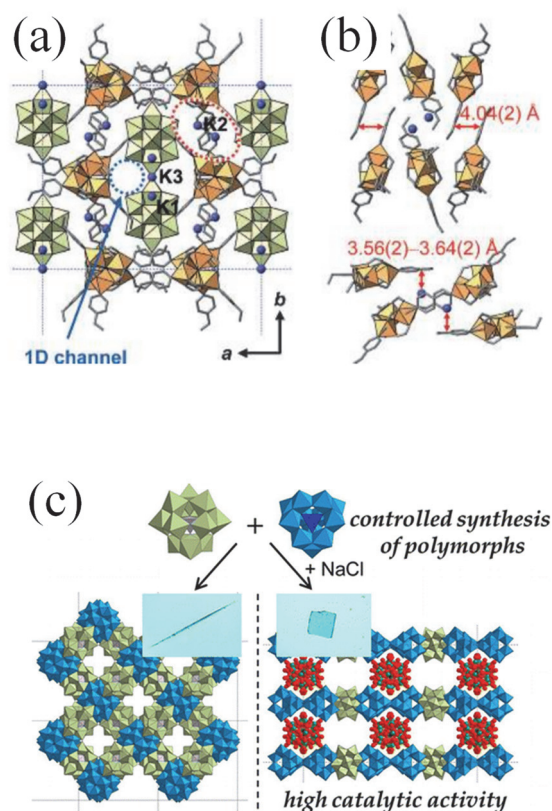 (a)
(b)
K2
K3
K1
1D channel
b
a
4.04(2) Å
3.56(2)–3.64(2) Å
(c)
+
controlled synthesis
of polymorphs
+ NaCl
high catalytic activity